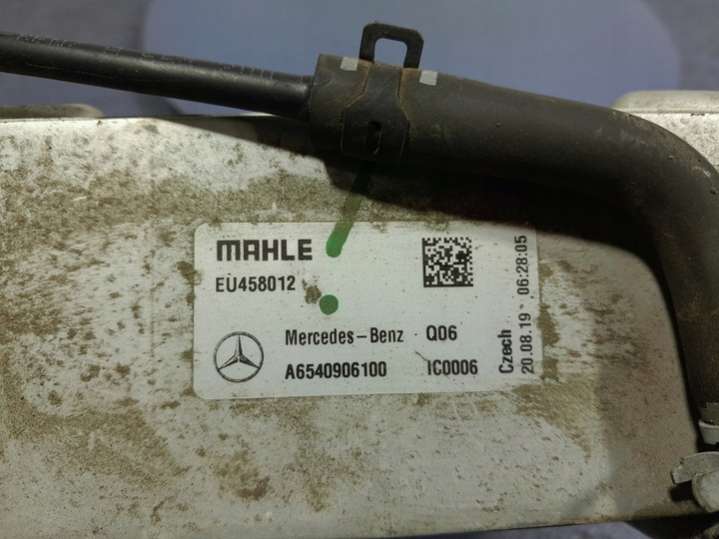 MAHLE
EU458012
Mercedes-Benz Q06
A6540906100 IC0006
Czech
20.08.19 06:28:05